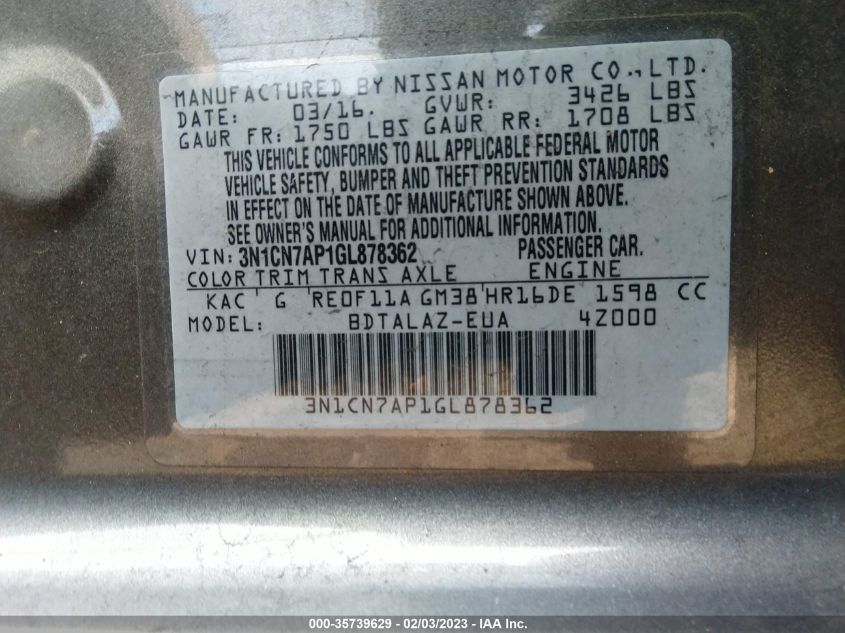 MANUFACTURED BY NISSAN MOTOR CO., LTD.
DATE: 03/16. GVWR: 3426 LBS
GAWR FR: 1750 LBS GAWR RR: 1708 LBS
THIS VEHICLE CONFORMS TO ALL APPLICABLE FEDERAL MOTOR
VEHICLE SAFETY, BUMPER AND THEFT PREVENTION STANDARDS
IN EFFECT ON THE DATE OF MANUFACTURE SHOWN ABOVE.
SEE OWNER'S MANUAL FOR ADDITIONAL INFORMATION.
VIN: 3N1CN7AP1GL878362 PASSENGER CAR.
COLOR TRIM TRANS AXLE ENGINE
KAC G RE0F11A GM38 HR16DE 1598 CC
MODEL: BDTALAZ-EUA 4Z000
3N1CN7AP1GL878362
000-35739629 - 02/03/2023 - IAA Inc.